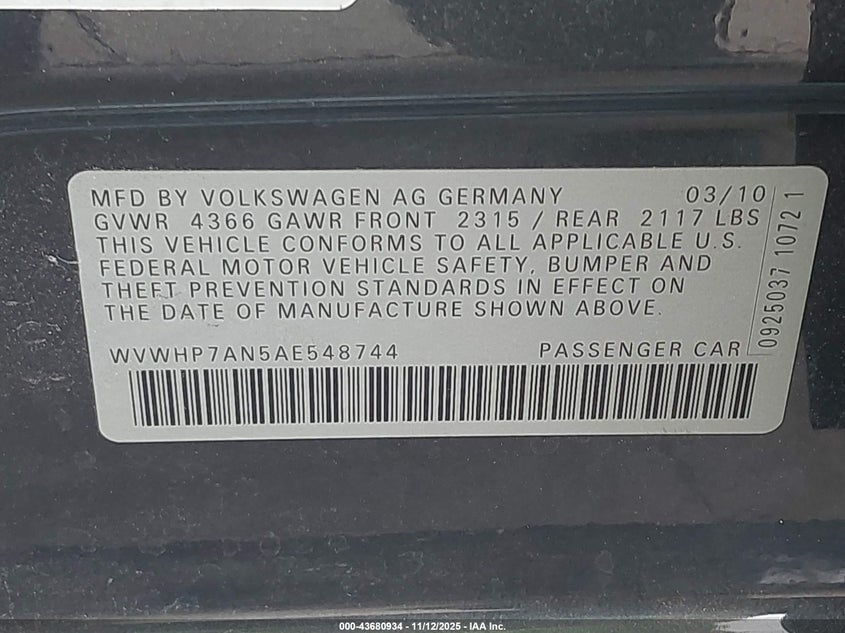 MFD BY VOLKSWAGEN AG GERMANY 03/10
GVWR 4366 GAWR FRONT 2315 / REAR 2117 LBS
THIS VEHICLE CONFORMS TO ALL APPLICABLE U.S.
FEDERAL MOTOR VEHICLE SAFETY, BUMPER AND
THEFT PREVENTION STANDARDS IN EFFECT ON
THE DATE OF MANUFACTURE SHOWN ABOVE.
WVWHP7AN5AE548744 PASSENGER CAR
0925037 1072 1
000-43680934 - 11/12/2025 - IAA Inc.